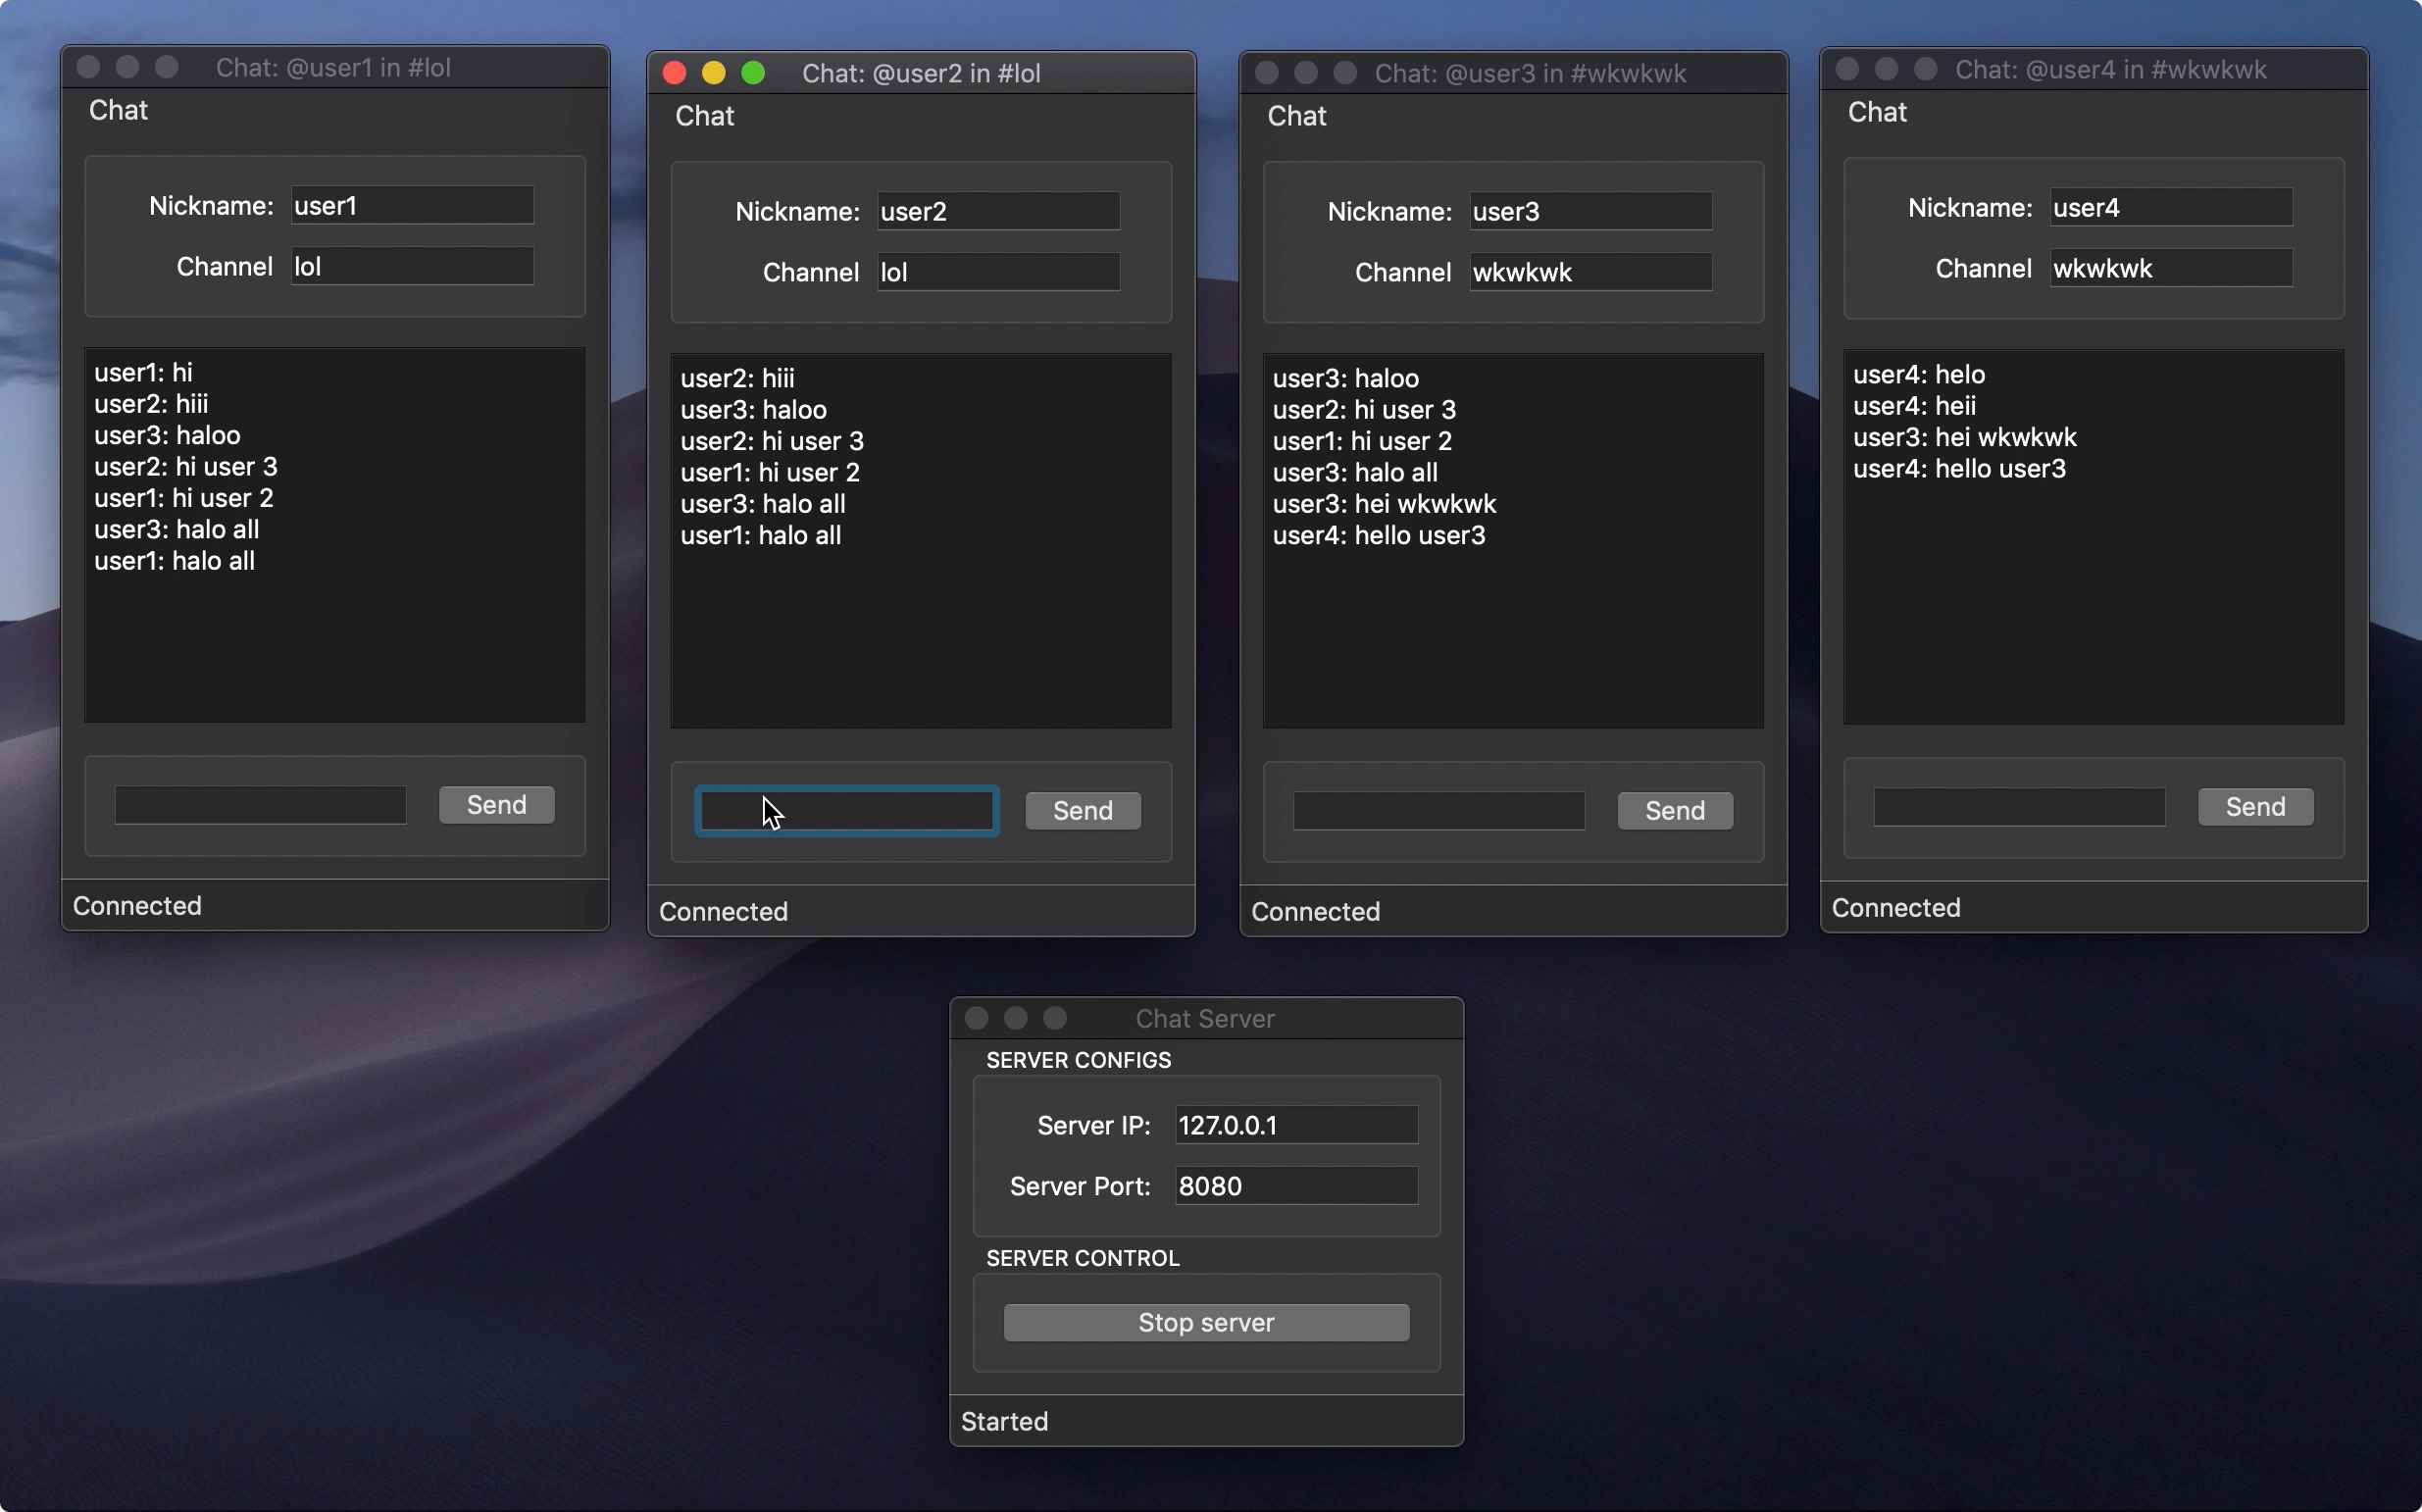 Chat: @user1 in #lol
Chat
Nickname: user1
Channel lol
user1: hi
user2: hiii
user3: haloo
user2: hi user 3
user1: hi user 2
user3: halo all
user1: halo all
Send
Connected
Chat: @user2 in #lol
Chat
Nickname: user2
Channel lol
user2: hiii
user3: haloo
user2: hi user 3
user1: hi user 2
user3: halo all
user1: halo all
Send
Connected
Chat: @user3 in #wkwkwk
Chat
Nickname: user3
Channel wkwkwk
user3: haloo
user2: hi user 3
user1: hi user 2
user3: halo all
user3: hei wkwkwk
user4: hello user3
Send
Connected
Chat: @user4 in #wkwkwk
Chat
Nickname: user4
Channel wkwkwk
user4: helo
user4: heii
user3: hei wkwkwk
user4: hello user3
Send
Connected
Chat Server
SERVER CONFIGS
Server IP: 127.0.0.1
Server Port: 8080
SERVER CONTROL
Stop server
Started